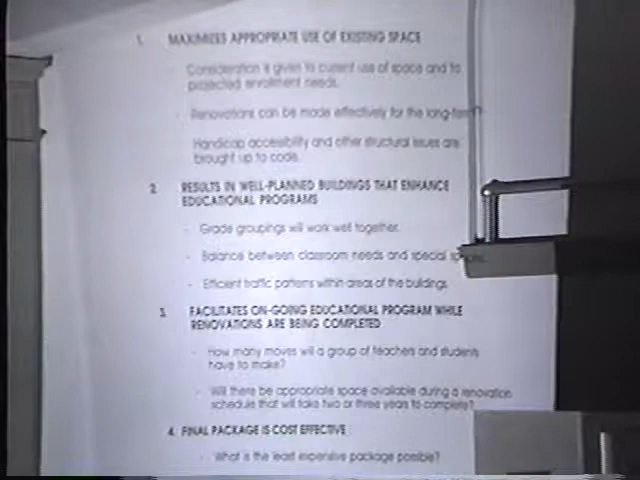 1. MAXIMIZES APPROPRIATE USE OF EXISTING SPACE
- Consideration is given to current use of space and to
projected enrollment needs.
- Renovations can be made effectively for the long-term?
Handicap accessibility and other structural issues are
brought up to code.
2. RESULTS IN WELL-PLANNED BUILDINGS THAT ENHANCE
EDUCATIONAL PROGRAMS
- Grade groupings will work well together.
- Balance between classroom needs and special
- Efficient traffic patterns within areas of the buildings.
3. FACILITATES ON-GOING EDUCATIONAL PROGRAM WHILE
RENOVATIONS ARE BEING COMPLETED
- How many moves will a group of teachers and students
have to make?
- Will there be appropriate space available during a renovation
schedule that will take two or three years to complete?
4. FINAL PACKAGE IS COST EFFECTIVE
- What is the least expensive package possible?